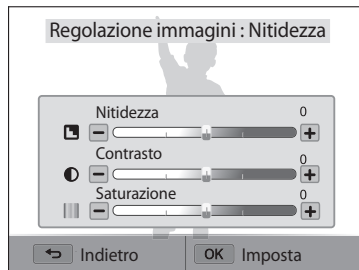 Regolazione immagini : Nitidezza
Nitidezza 0
Contrasto 0
Saturazione 0
Indietro OK Imposta